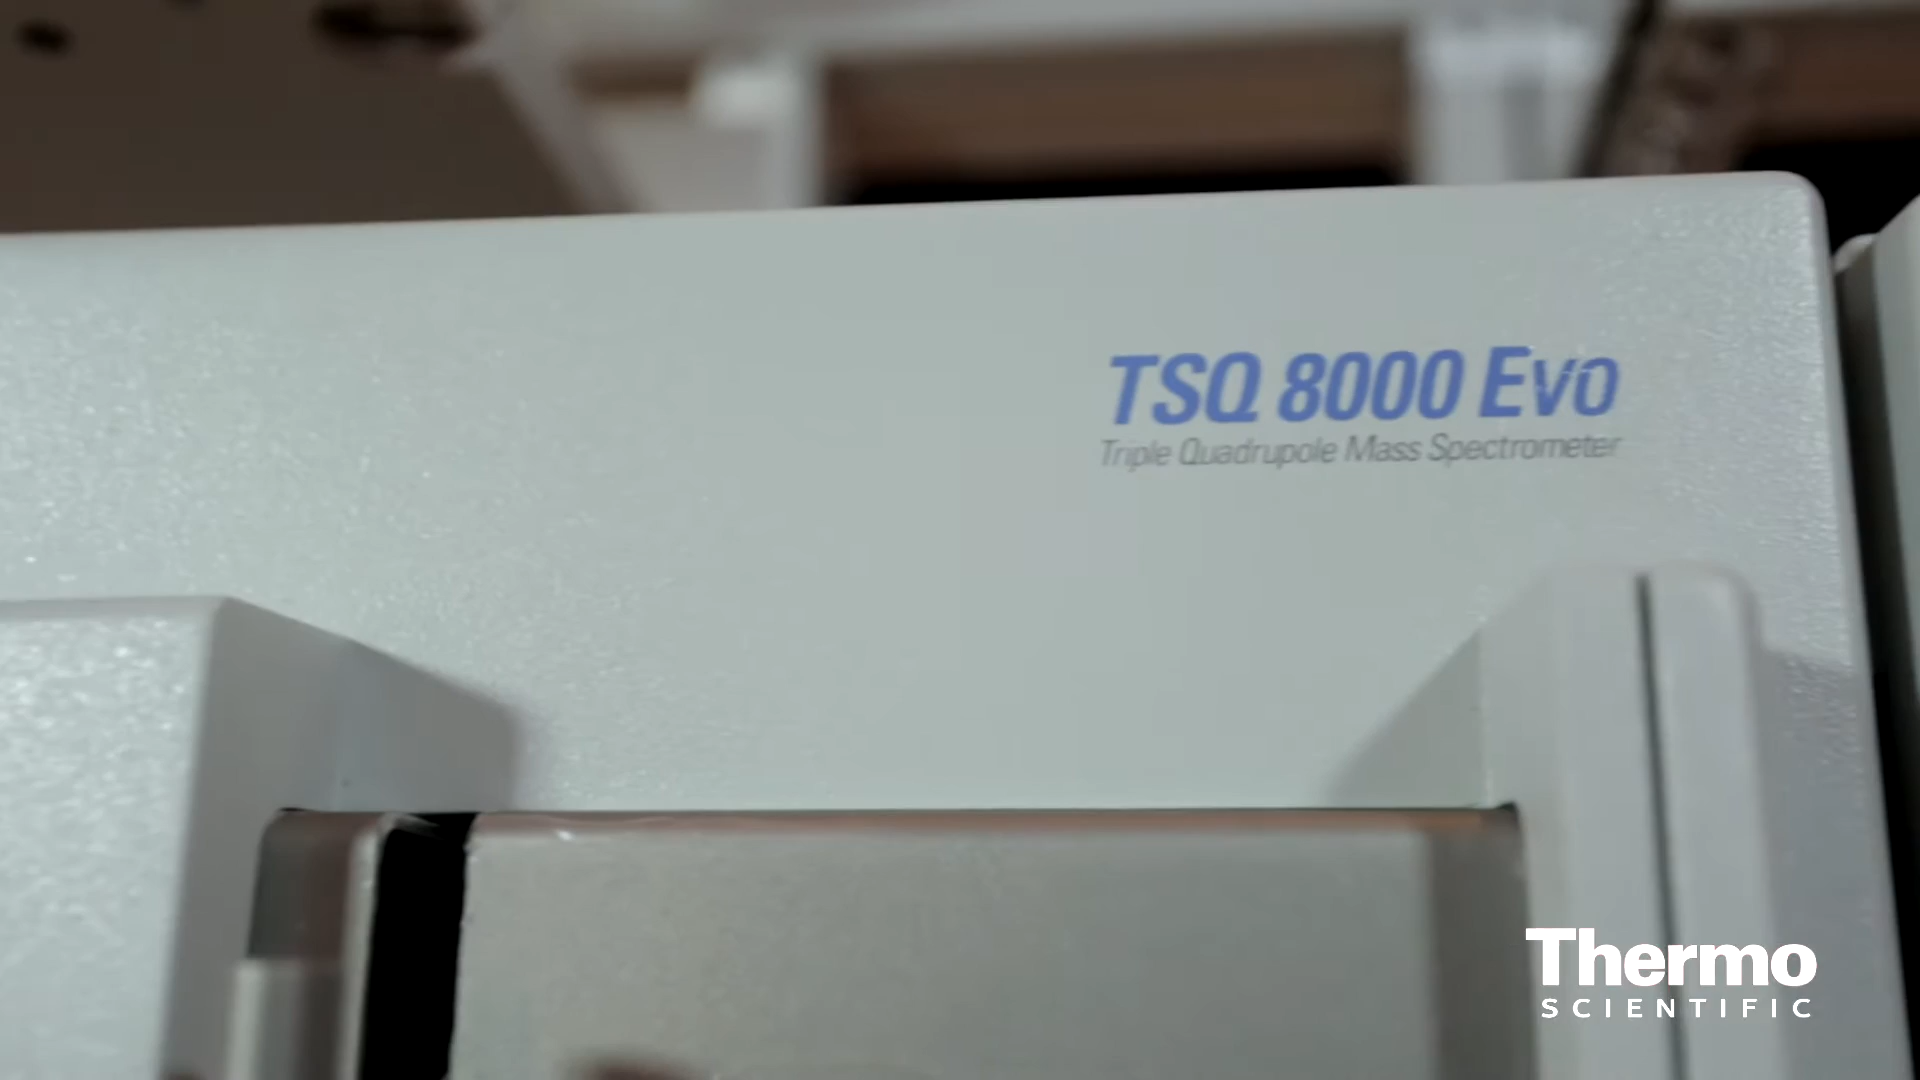 TSQ 8000 Evo
Triple Quadrupole Mass Spectrometer
Thermo
SCIENTIFIC